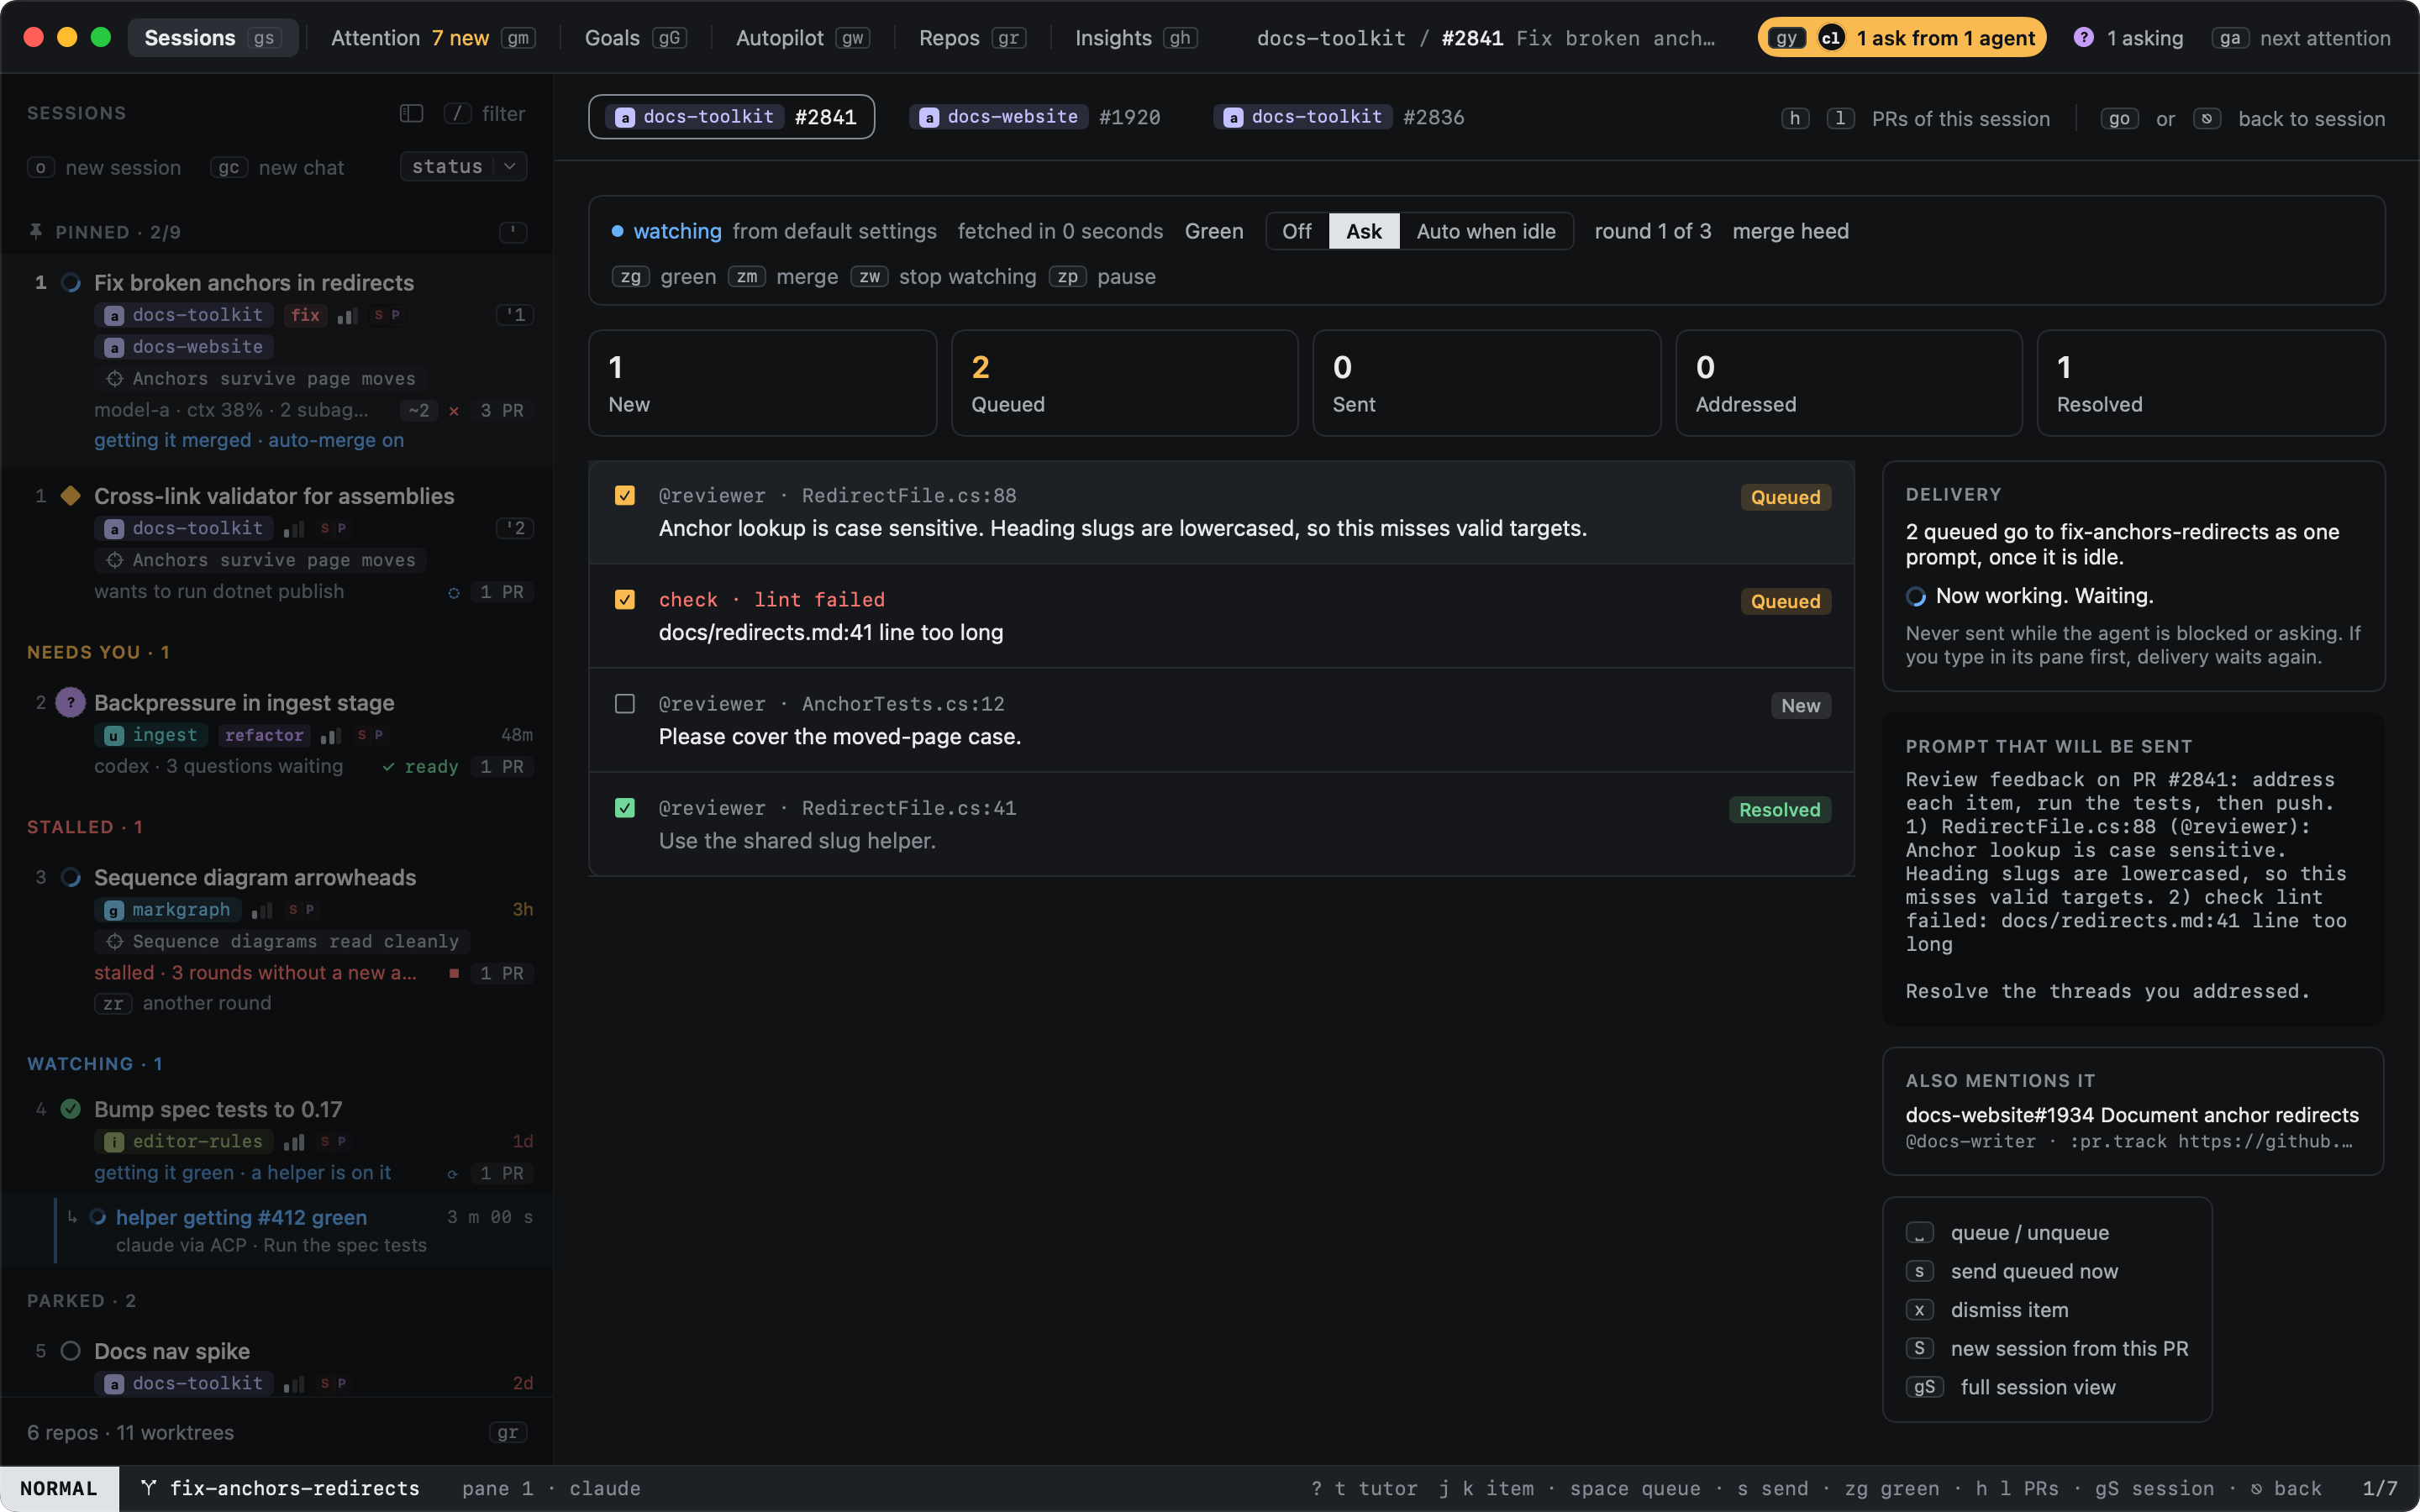 Sessions gs Attention 7 new gm Goals gG Autopilot gw Repos gr Insights gh docs-toolkit / #2841 Fix broken anch… gy cl 1 ask from 1 agent ? 1 asking ga next attention
SESSIONS / filter
o new session gc new chat status
PINNED · 2/9 '
1 Fix broken anchors in redirects
a docs-toolkit fix S P '1
a docs-website
Anchors survive page moves
model-a · ctx 38% · 2 subag… ~2 × 3 PR
getting it merged · auto-merge on
1 Cross-link validator for assemblies
a docs-toolkit S P '2
Anchors survive page moves
wants to run dotnet publish 1 PR
NEEDS YOU · 1
2 ? Backpressure in ingest stage
u ingest refactor S P 48m
codex · 3 questions waiting ✓ ready 1 PR
STALLED · 1
3 Sequence diagram arrowheads
g markgraph S P 3h
Sequence diagrams read cleanly
stalled · 3 rounds without a new a… 1 PR
zr another round
WATCHING · 1
4 Bump spec tests to 0.17
i editor-rules S P 1d
getting it green · a helper is on it 1 PR
↳ helper getting #412 green 3 m 00 s
claude via ACP · Run the spec tests
PARKED · 2
5 Docs nav spike
a docs-toolkit S P 2d
6 repos · 11 worktrees gr
a docs-toolkit #2841 a docs-website #1920 a docs-toolkit #2836 h l PRs of this session go or ⎋ back to session
watching from default settings fetched in 0 seconds Green Off Ask Auto when idle round 1 of 3 merge heed
zg green zm merge zw stop watching zp pause
1 2 0 0 1
New Queued Sent Addressed Resolved
@reviewer · RedirectFile.cs:88 Queued
Anchor lookup is case sensitive. Heading slugs are lowercased, so this misses valid targets.
check · lint failed Queued
docs/redirects.md:41 line too long
@reviewer · AnchorTests.cs:12 New
Please cover the moved-page case.
@reviewer · RedirectFile.cs:41 Resolved
Use the shared slug helper.
DELIVERY
2 queued go to fix-anchors-redirects as one
prompt, once it is idle.
Now working. Waiting.
Never sent while the agent is blocked or asking. If
you type in its pane first, delivery waits again.
PROMPT THAT WILL BE SENT
Review feedback on PR #2841: address
each item, run the tests, then push.
1) RedirectFile.cs:88 (@reviewer):
Anchor lookup is case sensitive.
Heading slugs are lowercased, so this
misses valid targets. 2) check lint
failed: docs/redirects.md:41 line too
long
Resolve the threads you addressed.
ALSO MENTIONS IT
docs-website#1934 Document anchor redirects
@docs-writer · :pr.track https://github.…
␣ queue / unqueue
s send queued now
x dismiss item
S new session from this PR
gS full session view
NORMAL fix-anchors-redirects pane 1 · claude ? t tutor j k item · space queue · s send · zg green · h l PRs · gS session · ⎋ back 1/7